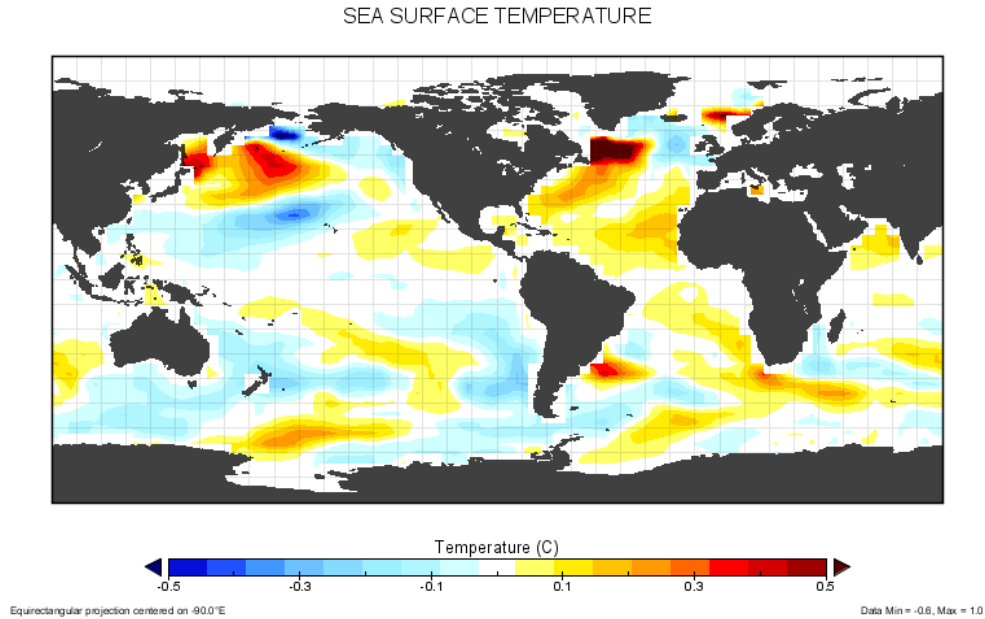 SEA SURFACE TEMPERATURE
Temperature (C)
-0.5 -0.3 -0.1 0.1 0.3 0.5
Equirectangular projection centered on -90.0°E Data Min = -0.6, Max = 1.0